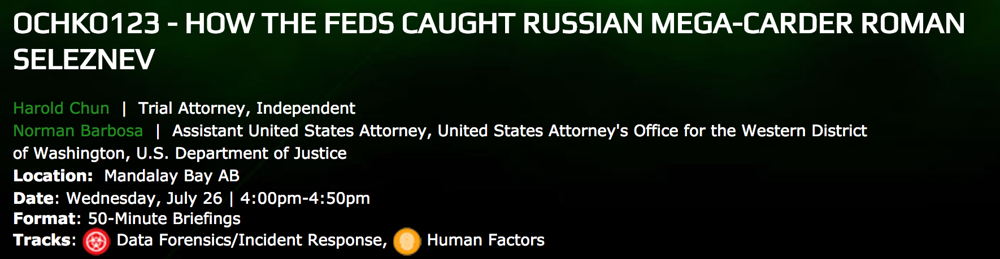 OCHKO123 - HOW THE FEDS CAUGHT RUSSIAN MEGA-CARDER ROMAN
SELEZNEV
Harold Chun | Trial Attorney, Independent
Norman Barbosa | Assistant United States Attorney, United States Attorney's Office for the Western District
of Washington, U.S. Department of Justice
Location: Mandalay Bay AB
Date: Wednesday, July 26 | 4:00pm-4:50pm
Format: 50-Minute Briefings
Tracks: Data Forensics/Incident Response, Human Factors